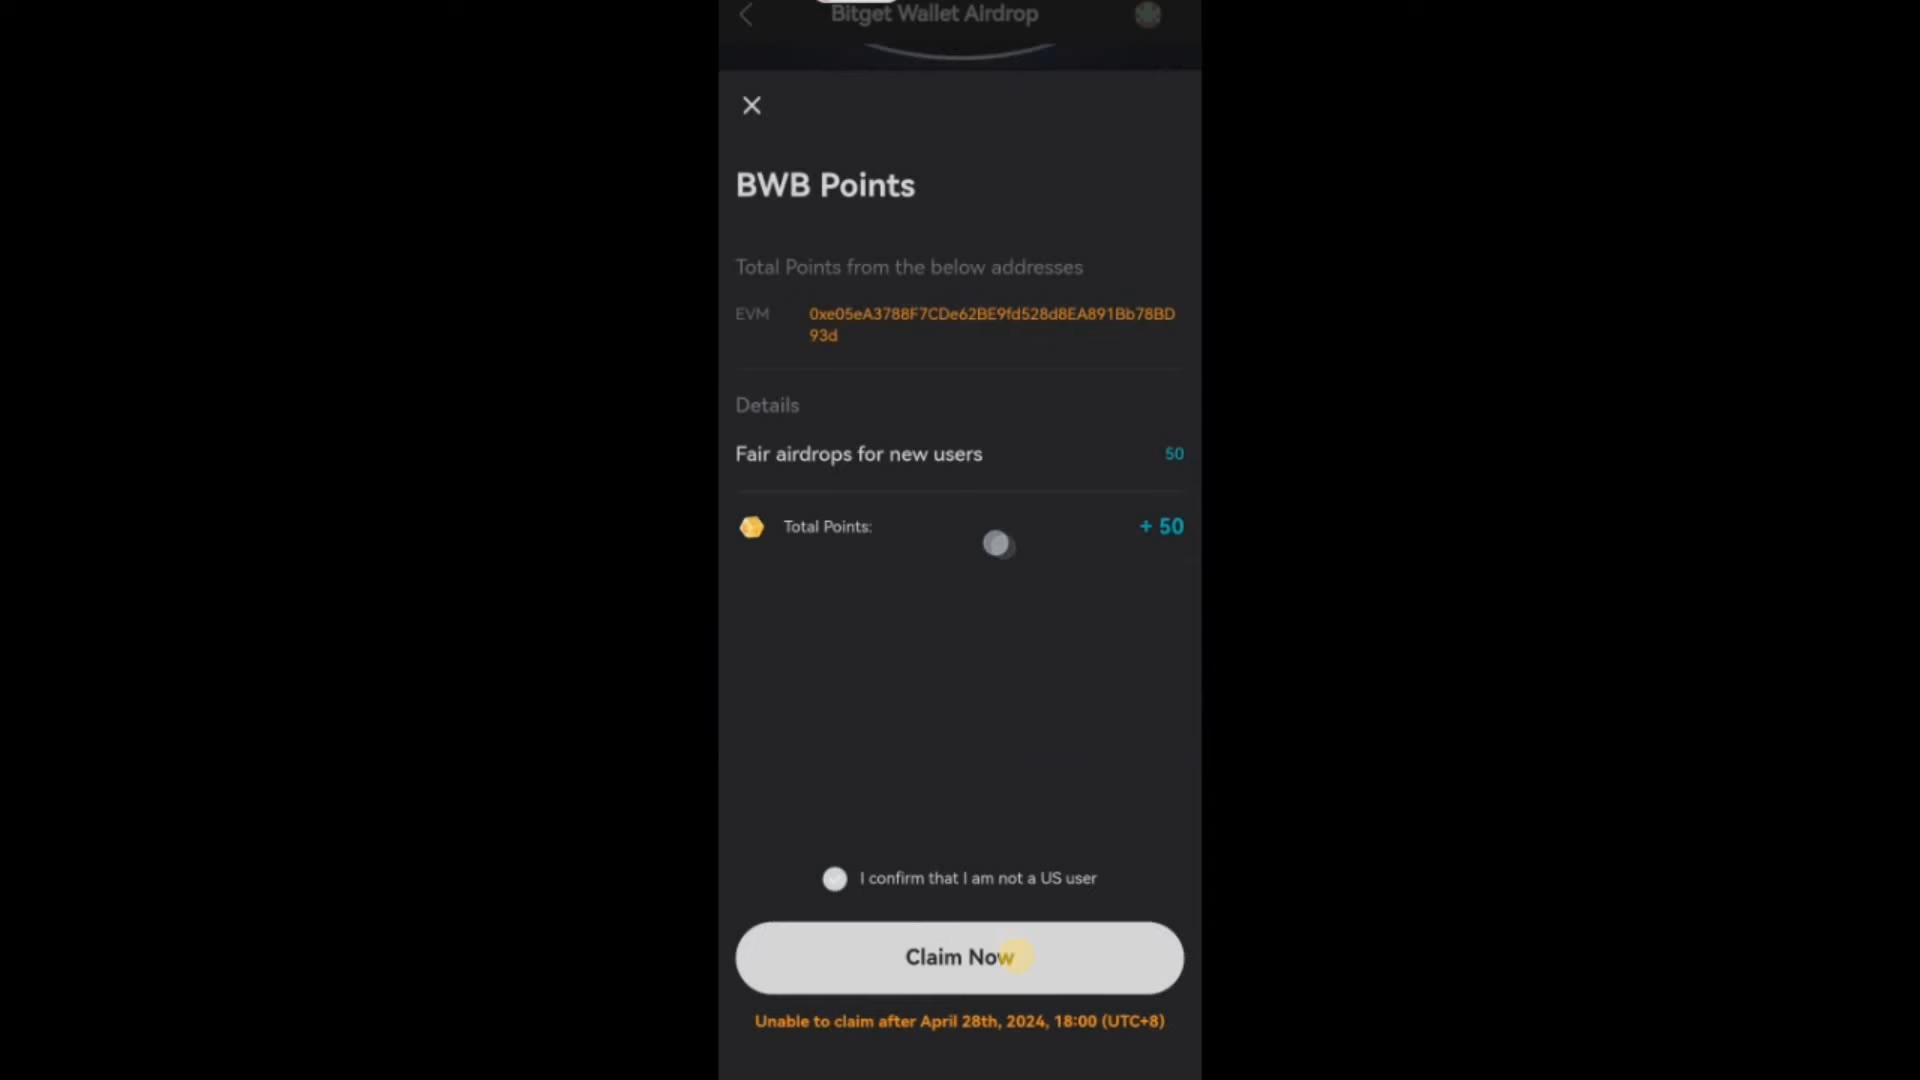 Bitget Wallet Airdrop
BWB Points
Total Points from the below addresses
EVM 0xe05eA3788F7CDe62BE9fd528d8EA891Bb78BD
93d
Details
Fair airdrops for new users 50
Total Points: + 50
I confirm that I am not a US user
Claim Now
Unable to claim after April 28th, 2024, 18:00 (UTC+8)